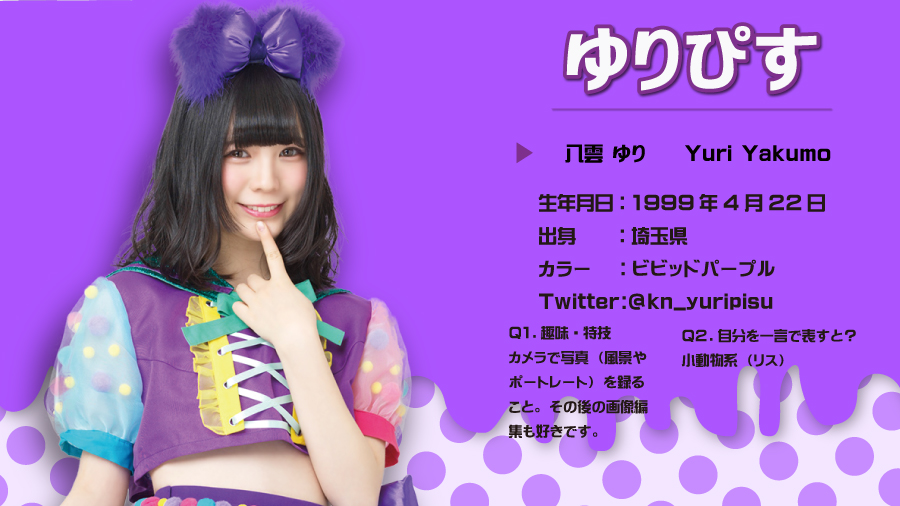 ゆりぴす
八雲 ゆり Yuri Yakumo
生年月日：1999年4月22日
出身 ：埼玉県
カラー ：ビビッドパープル
Twitter:@kn_yuripisu
Q1. 趣味・特技
カメラで写真（風景や
ポートレート）を録る
こと。その後の画像編
集も好きです。
Q2. 自分を一言で表すと？
小動物系（リス）